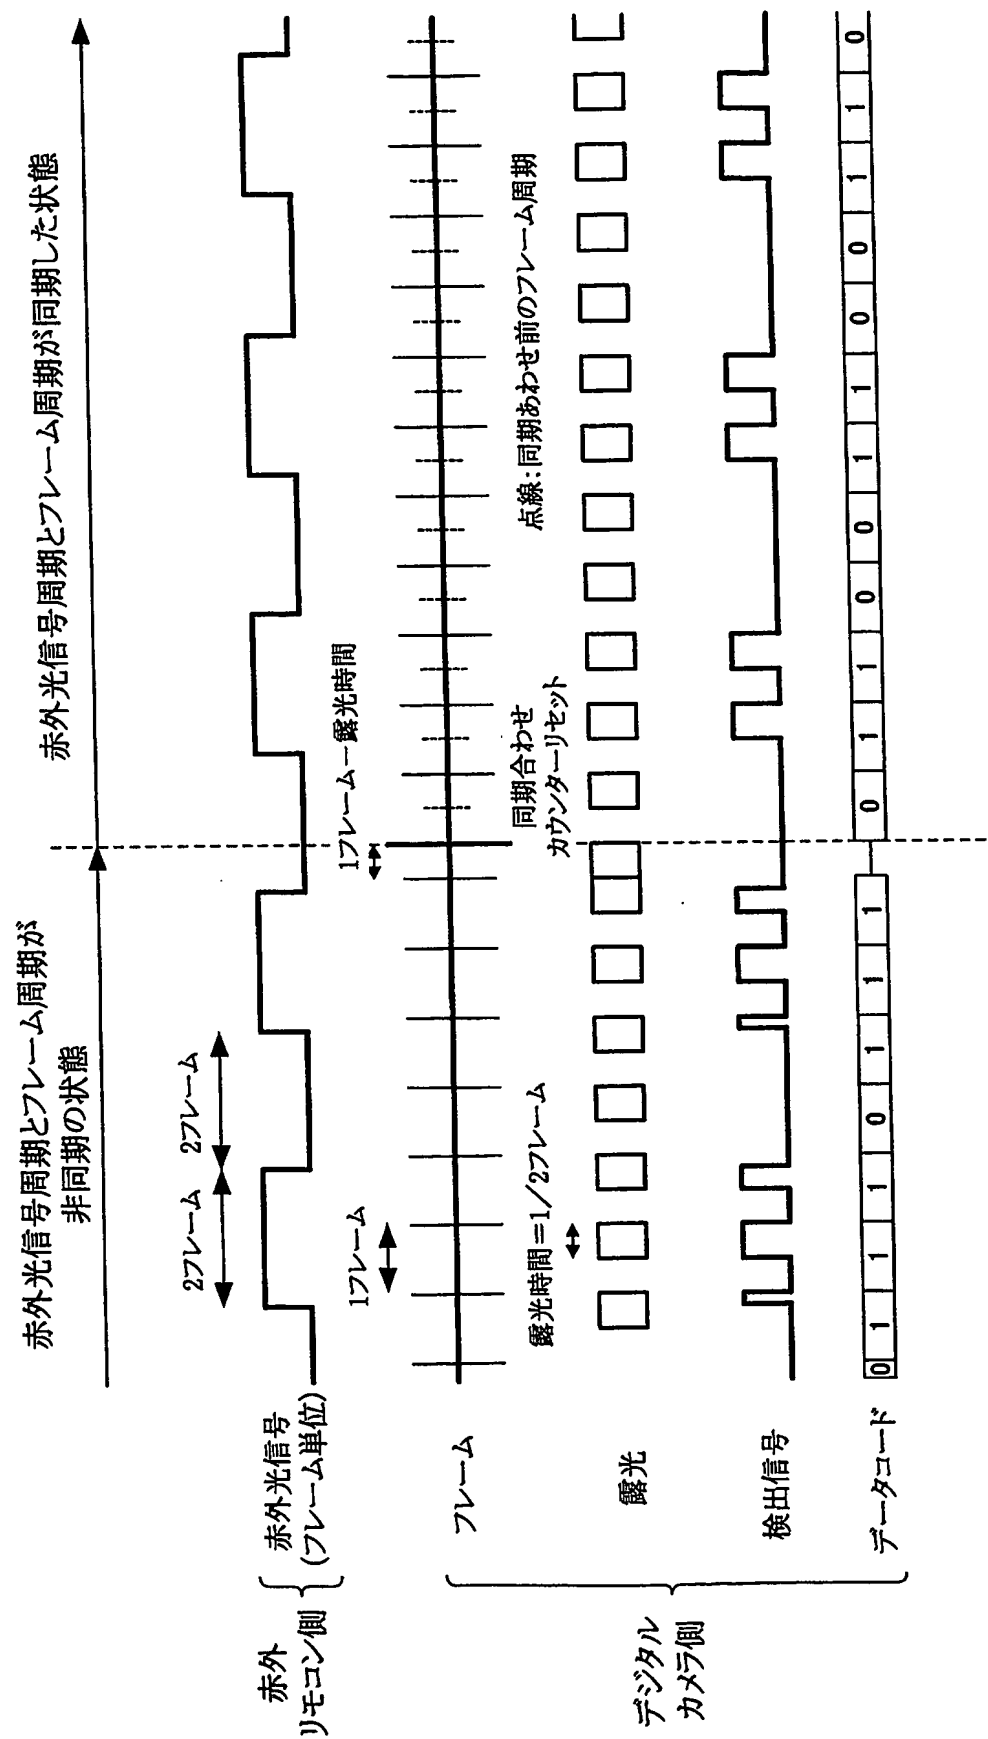 赤外光信号周期とフレーム周期が
非同期の状態
赤外光信号周期とフレーム周期が同期した状態
赤外
リモコン側
赤外光信号
(フレーム単位)
2フレーム
2フレーム
デジタル
カメラ側
フレーム
1フレーム
1フレーム－露光時間
露光
露光時間=1/2フレーム
同期合わせ
カウンターリセット
点線:同期あわせ前のフレーム周期
検出信号
データコード
0 1 1 1 0 1 1 1
0 1 1 0 0 1 1 0 0 1 1 0